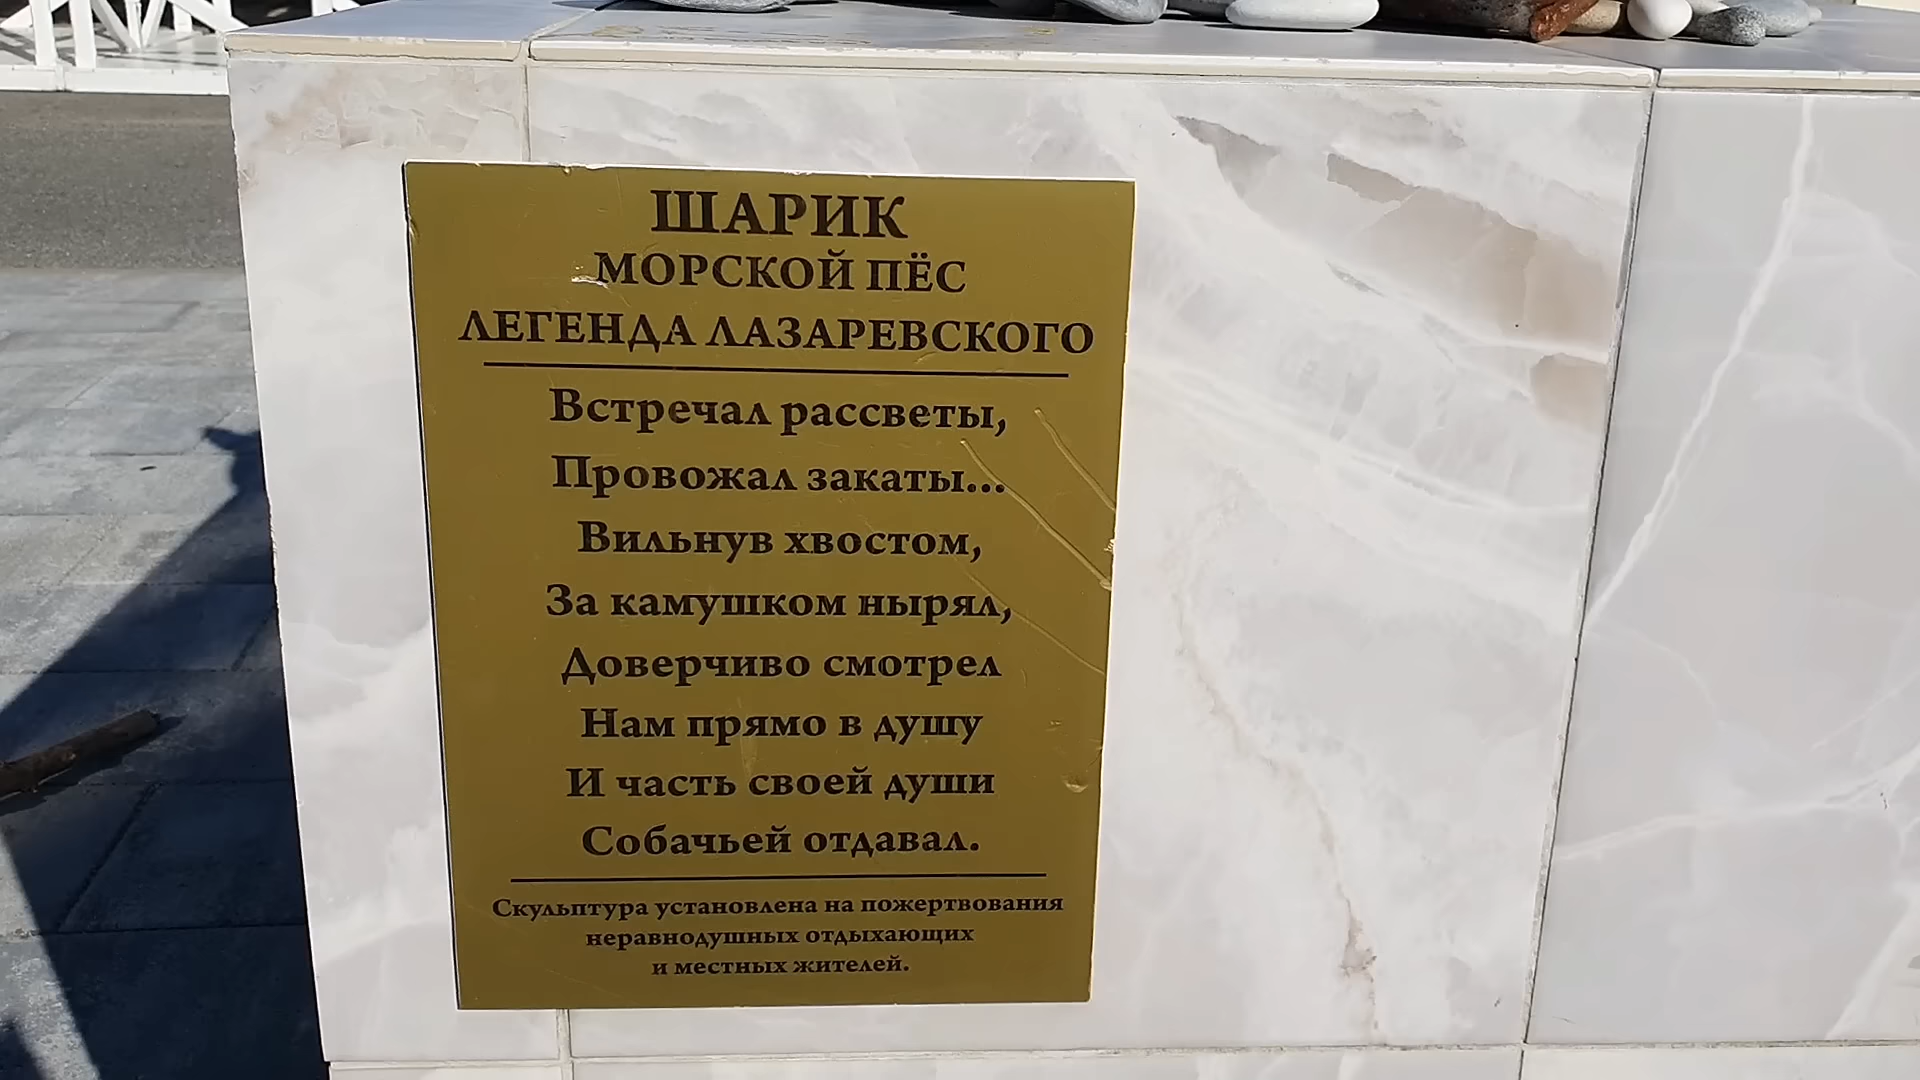 ШАРИК
МОРСКОЙ ПЁС
ЛЕГЕНДА ЛАЗАРЕВСКОГО
Встречал рассветы,
Провожал закаты...
Вильнув хвостом,
За камушком нырял,
Доверчиво смотрел
Нам прямо в душу
И часть своей души
Собачьей отдавал.
Скульптура установлена на пожертвования
неравнодушных отдыхающих
и местных жителей.